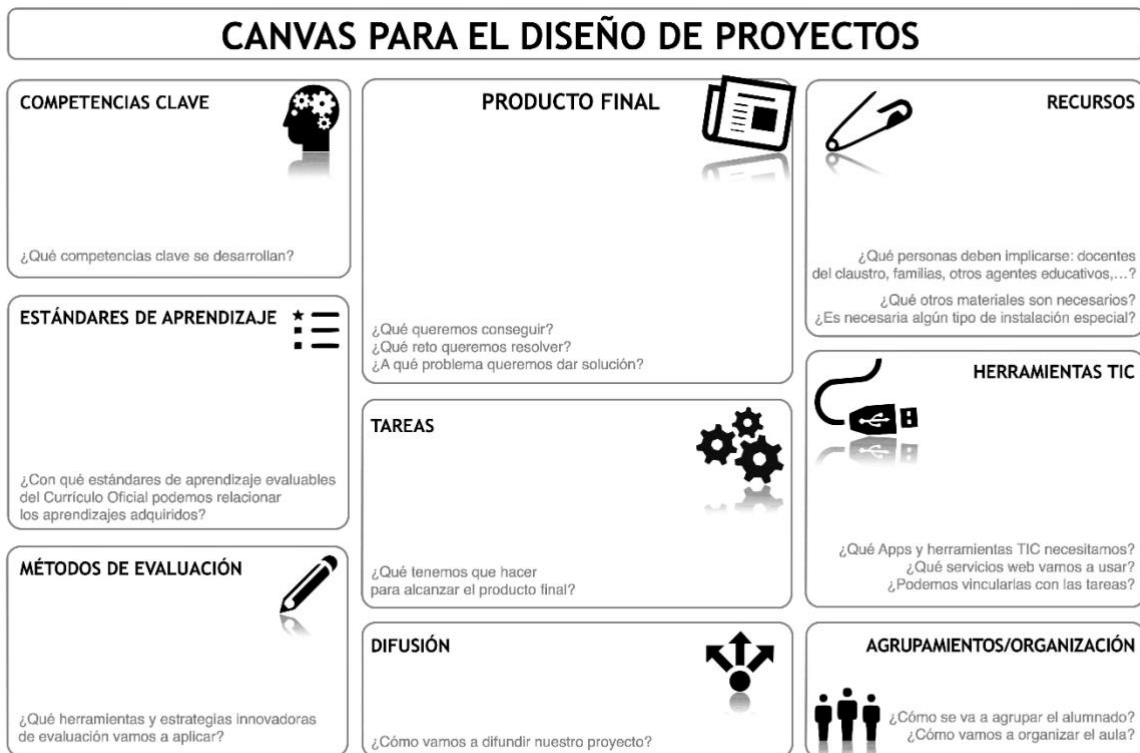 CANVAS PARA EL DISEÑO DE PROYECTOS
COMPETENCIAS CLAVE
¿Qué competencias clave se desarrollan?
ESTÁNDARES DE APRENDIZAJE
¿Con qué estándares de aprendizaje evaluables
del Currículo Oficial podemos relacionar
los aprendizajes adquiridos?
MÉTODOS DE EVALUACIÓN
¿Qué herramientas y estrategias innovadoras
de evaluación vamos a aplicar?
PRODUCTO FINAL
¿Qué queremos conseguir?
¿Qué reto queremos resolver?
¿A qué problema queremos dar solución?
TAREAS
¿Qué tenemos que hacer
para alcanzar el producto final?
DIFUSIÓN
¿Cómo vamos a difundir nuestro proyecto?
RECURSOS
¿Qué personas deben implicarse: docentes
del claustro, familias, otros agentes educativos,...?
¿Qué otros materiales son necesarios?
¿Es necesaria algún tipo de instalación especial?
HERRAMIENTAS TIC
¿Qué Apps y herramientas TIC necesitamos?
¿Qué servicios web vamos a usar?
¿Podemos vincularlas con las tareas?
AGRUPAMIENTOS/ORGANIZACIÓN
¿Cómo se va a agrupar el alumnado?
¿Cómo vamos a organizar el aula?